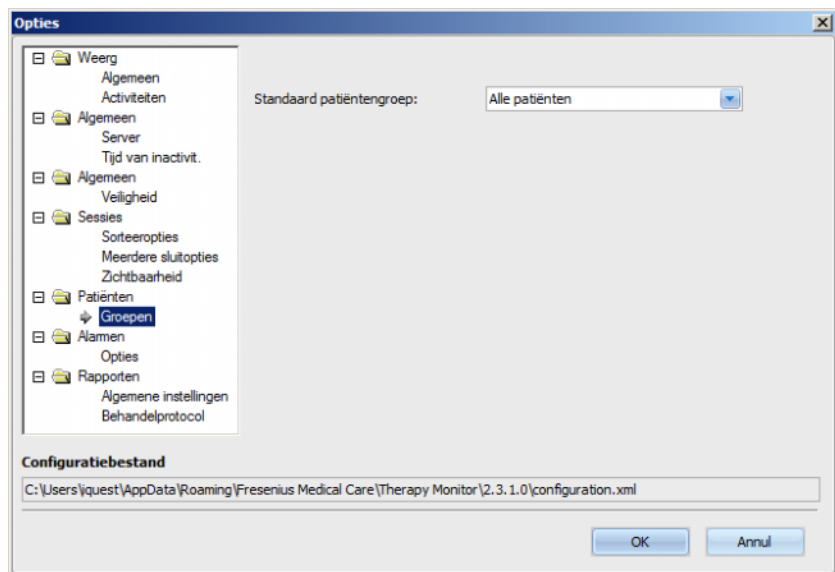 Opties
Weerg
Algemeen
Activiteiten
Algemeen
Server
Tijd van inactivit.
Algemeen
Veiligheid
Sessies
Sorteeropties
Meerdere sluitopties
Zichtbaarheid
Patiënten
Groepen
Alarmen
Opties
Rapporten
Algemene instellingen
Behandelprotocol
Standaard patiëntengroep: Alle patiënten
Configuratiebestand
C:\Users\iquest\AppData\Roaming\Fresenius Medical Care\Therapy Monitor\2.3.1.0\configuration.xml
OK Annul